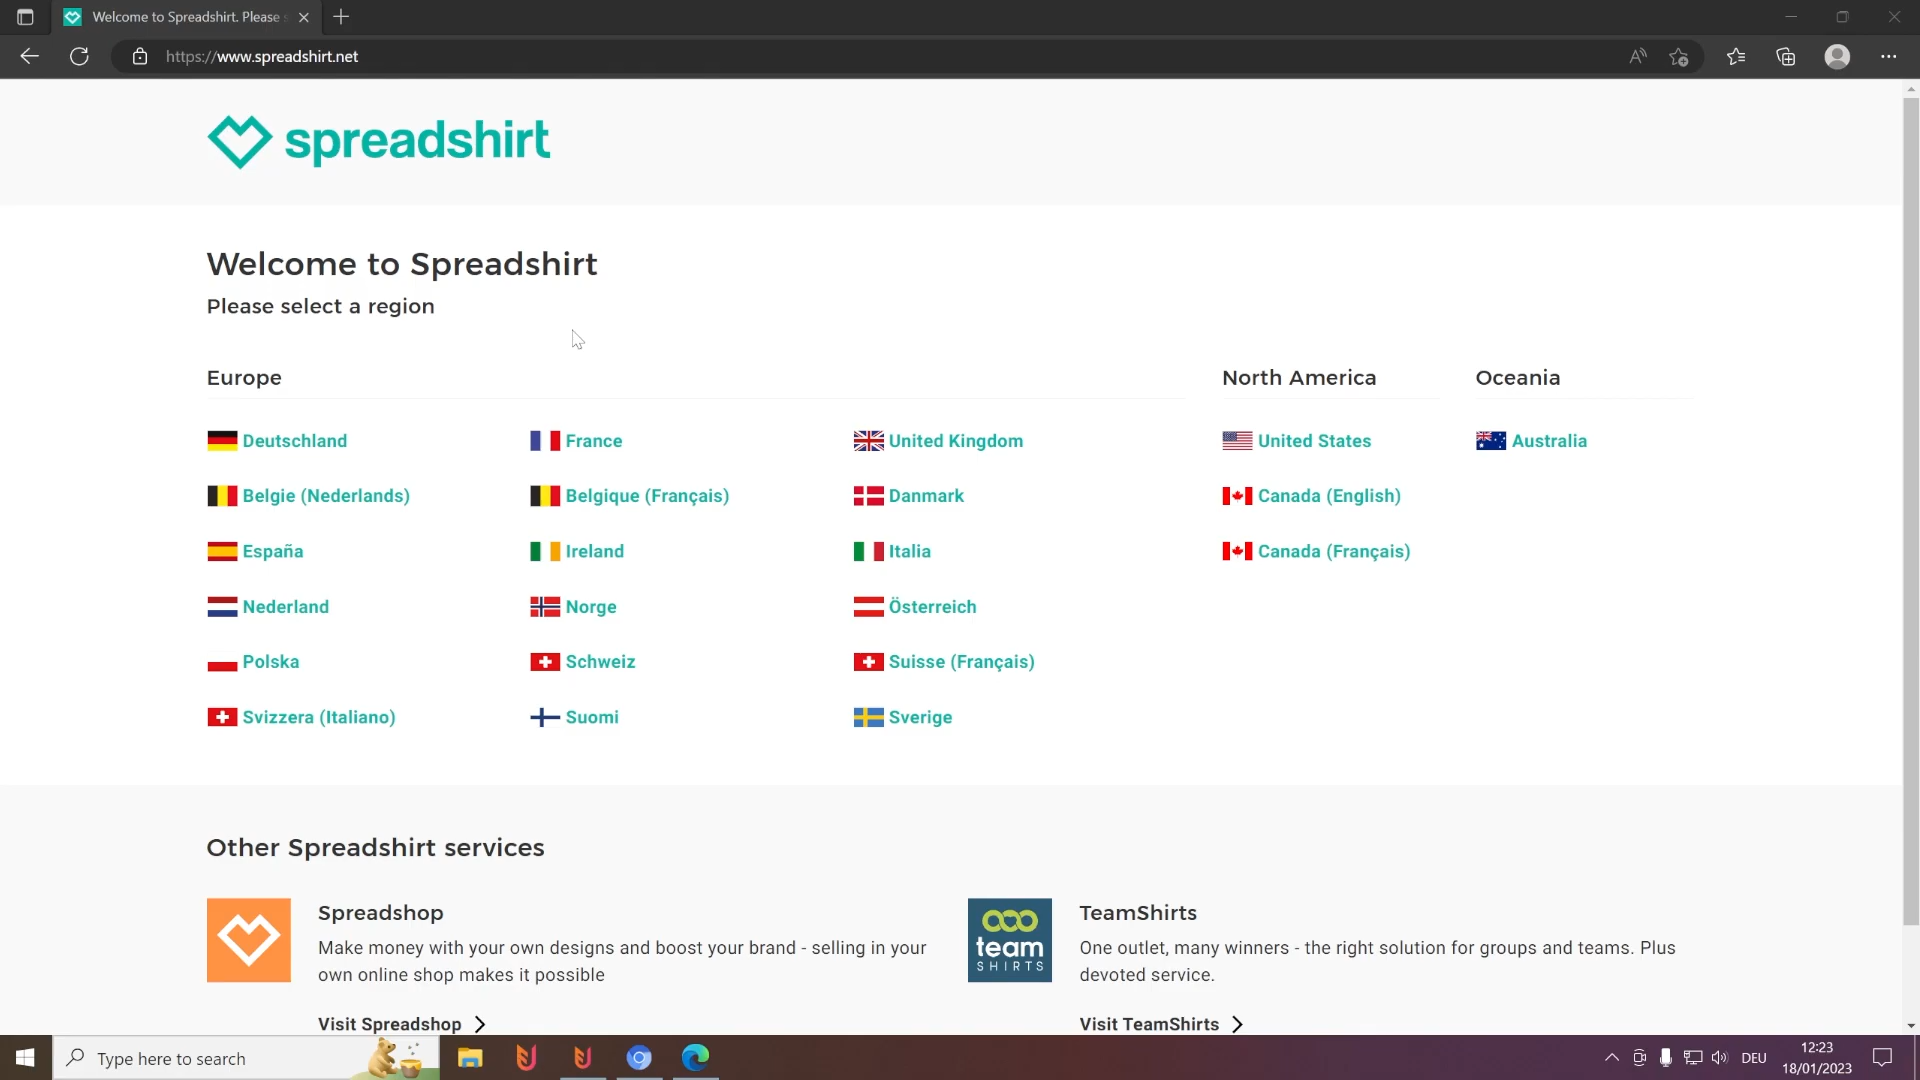 Welcome to Spreadshirt. Please
https://www.spreadshirt.net
spreadshirt
Welcome to Spreadshirt
Please select a region
Europe
North America
Oceania
Deutschland
France
United Kingdom
United States
Australia
Belgie (Nederlands)
Belgique (Français)
Danmark
Canada (English)
España
Ireland
Italia
Canada (Français)
Nederland
Norge
Österreich
Polska
Schweiz
Suisse (Français)
Svizzera (Italiano)
Suomi
Sverige
Other Spreadshirt services
Spreadshop
Make money with your own designs and boost your brand - selling in your
own online shop makes it possible
Visit Spreadshop
team
SHIRTS
TeamShirts
One outlet, many winners - the right solution for groups and teams. Plus
devoted service.
Visit TeamShirts
Type here to search
DEU
12:23
18/01/2023